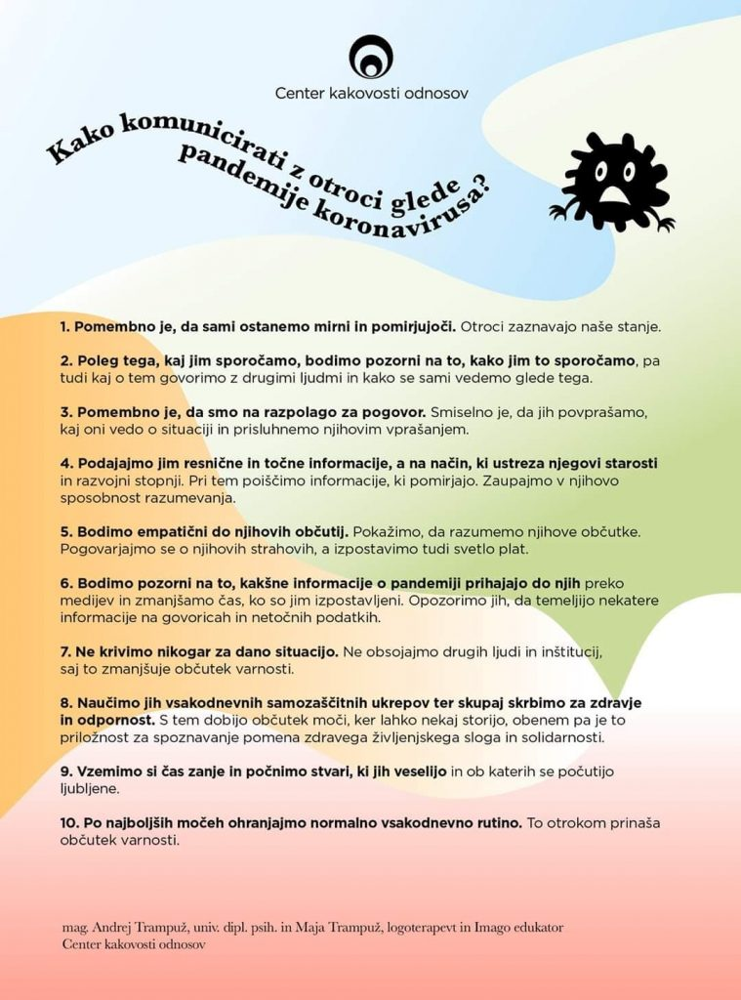 Center kakovosti odnosov
Kako komunicirati z otroci glede
pandemije koronavirusa?
1. Pomembno je, da sami ostanemo mirni in pomirjujoči. Otroci zaznavajo naše stanje.
2. Poleg tega, kaj jim sporočamo, bodimo pozorni na to, kako jim to sporočamo, pa
tudi kaj o tem govorimo z drugimi ljudmi in kako se sami vedemo glede tega.
3. Pomembno je, da smo na razpolago za pogovor. Smiselno je, da jih povprašamo,
kaj oni vedo o situaciji in prisluhnemo njihovim vprašanjem.
4. Podajajmo jim resnične in točne informacije, a na način, ki ustreza njegovi starosti
in razvojni stopnji. Pri tem poiščimo informacije, ki pomirjajo. Zaupajmo v njihovo
sposobnost razumevanja.
5. Bodimo empatični do njihovih občutij. Pokažimo, da razumemo njihove občutke.
Pogovarjajmo se o njihovih strahovih, a izpostavimo tudi svetlo plat.
6. Bodimo pozorni na to, kakšne informacije o pandemiji prihajajo do njih preko
medijev in zmanjšamo čas, ko so jim izpostavljeni. Opozorimo jih, da temeljijo nekatere
informacije na govoricah in netočnih podatkih.
7. Ne krivimo nikogar za dano situacijo. Ne obsojajmo drugih ljudi in inštitucij,
saj to zmanjšuje občutek varnosti.
8. Naučimo jih vsakodnevnih samozaščitnih ukrepov ter skupaj skrbimo za zdravje
in odpornost. S tem dobijo občutek moči, ker lahko nekaj storijo, obenem pa je to
priložnost za spoznavanje pomena zdravega življenjskega sloga in solidarnosti.
9. Vzemimo si čas zanje in počnimo stvari, ki jih veselijo in ob katerih se počutijo
ljubljene.
10. Po najboljših močeh ohranjajmo normalno vsakodnevno rutino. To otrokom prinaša
občutek varnosti.
mag. Andrej Trampuž, univ. dipl. psih. in Maja Trampuž, logoterapevt in Imago edukator
Center kakovosti odnosov